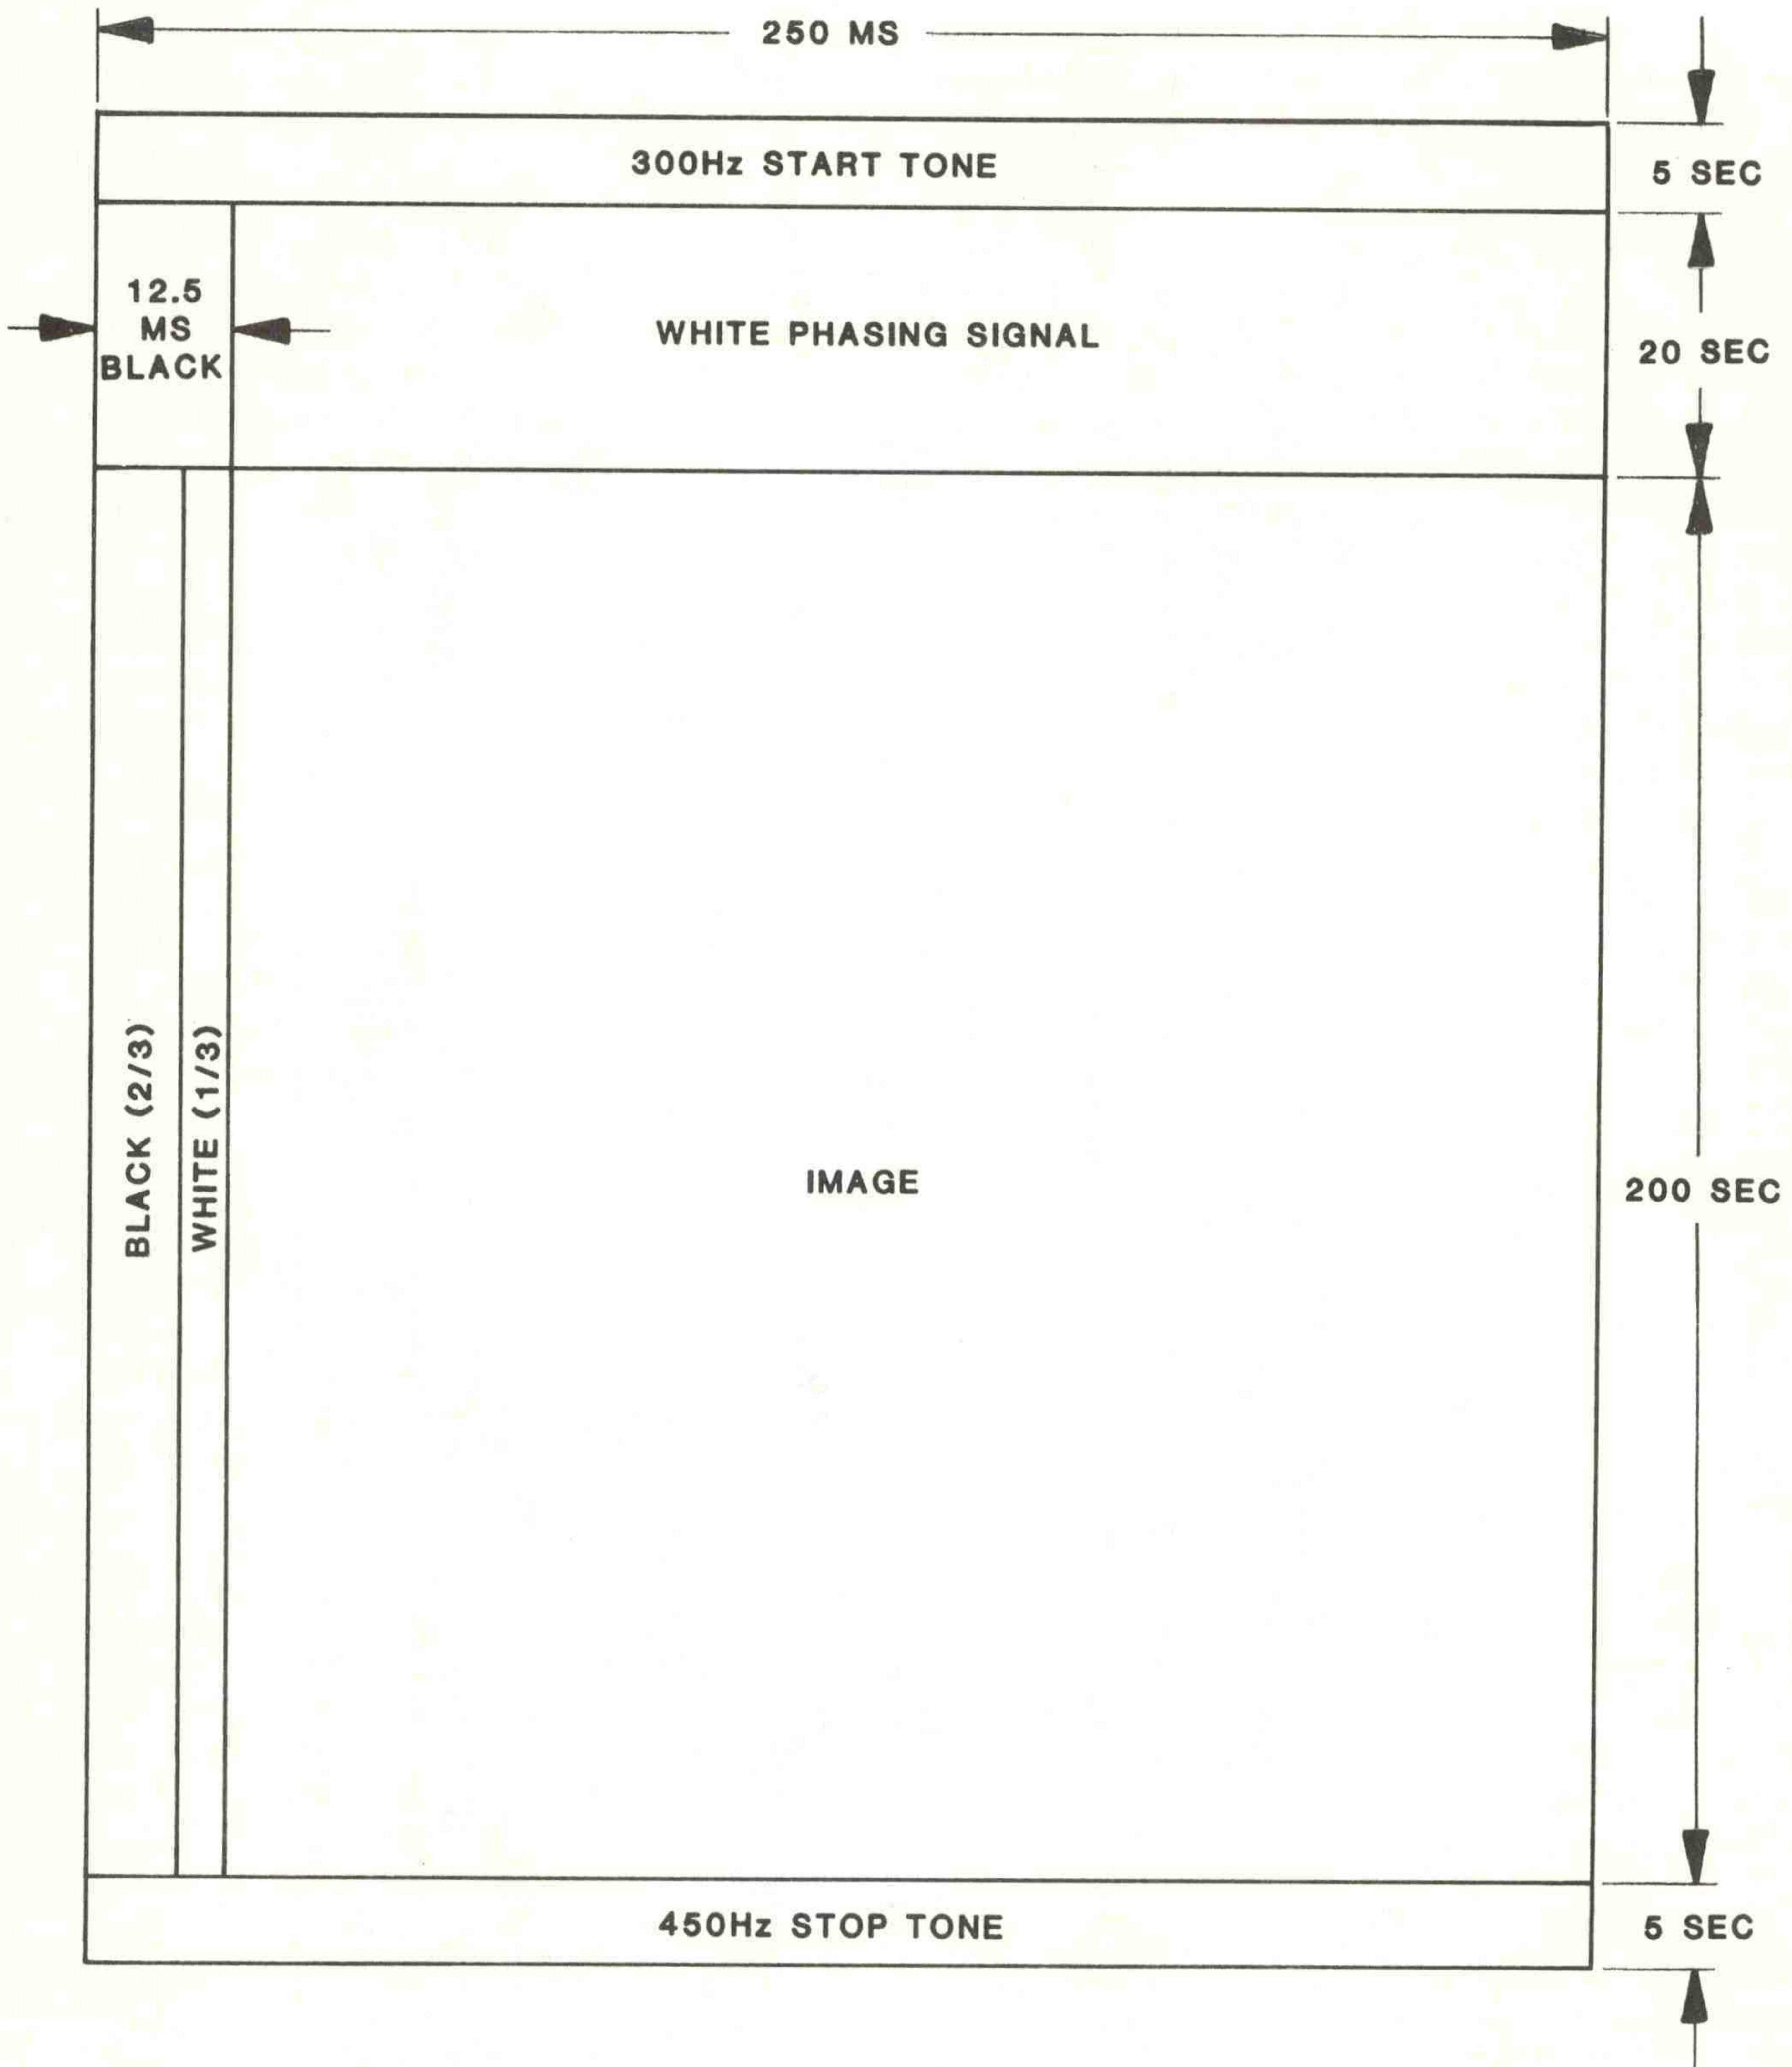 250 MS
300Hz START TONE
5 SEC
12.5
MS
BLACK
WHITE PHASING SIGNAL
20 SEC
BLACK (2/3)
WHITE (1/3)
IMAGE
200 SEC
450Hz STOP TONE
5 SEC